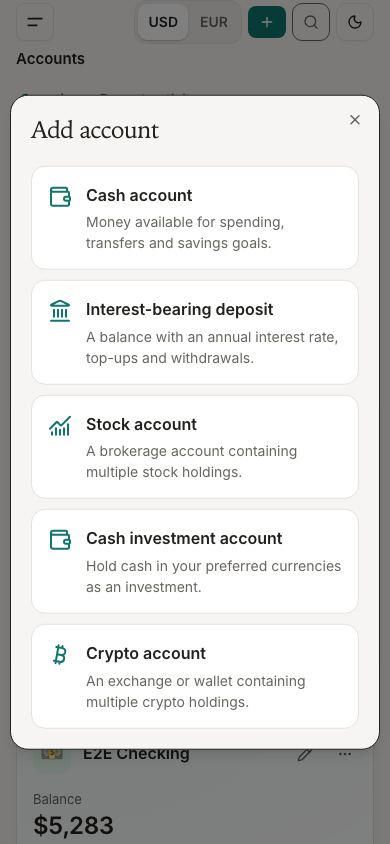 USD
EUR
Accounts
Add account
Cash account
Money available for spending,
transfers and savings goals.
Interest-bearing deposit
A balance with an annual interest rate,
top-ups and withdrawals.
Stock account
A brokerage account containing
multiple stock holdings.
Cash investment account
Hold cash in your preferred currencies
as an investment.
Crypto account
An exchange or wallet containing
multiple crypto holdings.
E2E Checking
Balance
$5,283